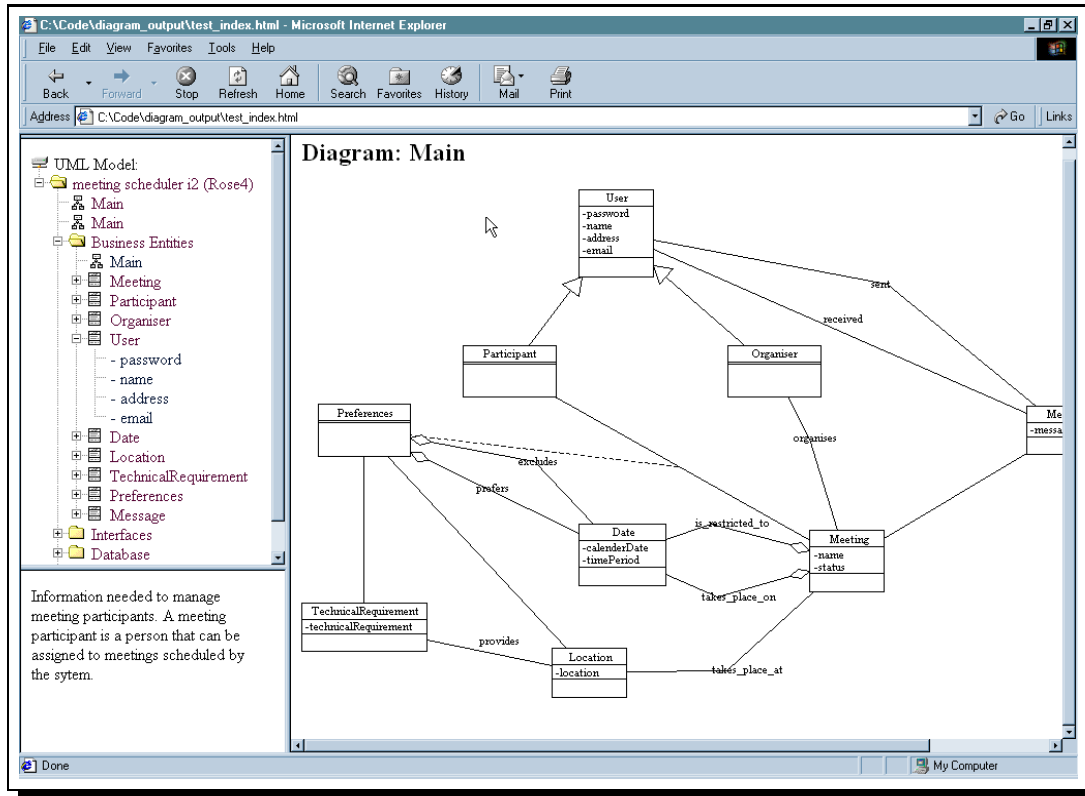 C:\Code\diagram_output\test_index.html - Microsoft Internet Explorer
File Edit View Favorites Tools Help
Back Forward Stop Refresh Home Search Favorites History Mail Print
Address C:\Code\diagram_output\test_index.html Go Links
UML Model:
meeting scheduler i2 (Rose4)
Main
Main
Business Entities
Main
Meeting
Participant
Organiser
User
- password
- name
- address
- email
Date
Location
TechnicalRequirement
Preferences
Message
Interfaces
Database
Information needed to manage
meeting participants. A meeting
participant is a person that can be
assigned to meetings scheduled by
the sytem.
Diagram: Main
User
-password
-name
-address
-email
sent
received
Participant
Organiser
Preferences
Me
-messa
organises
excludes
prefers
is_restricted_to
Date
-calenderDate
-timePeriod
Meeting
-name
-status
takes_place_on
TechnicalRequirement
-technicalRequirement
provides
Location
-location
takes_place_at
Done
My Computer